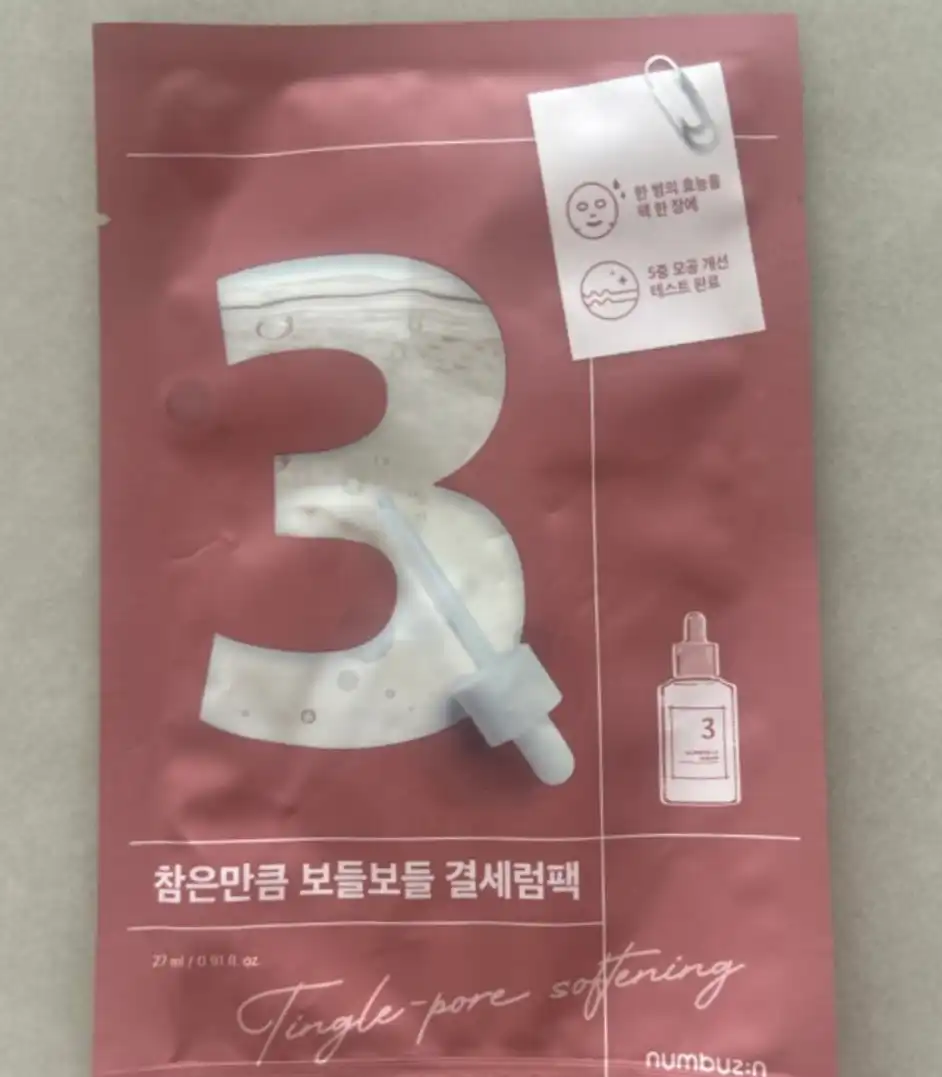 한 병의 효능을
팩 한 장에
5중 모공 개선
테스트 완료
3
3
참은만큼 보들보들 결세럼팩
27 ml / 0.91 fl. oz.
Tingle-pore softening
numbuz:n